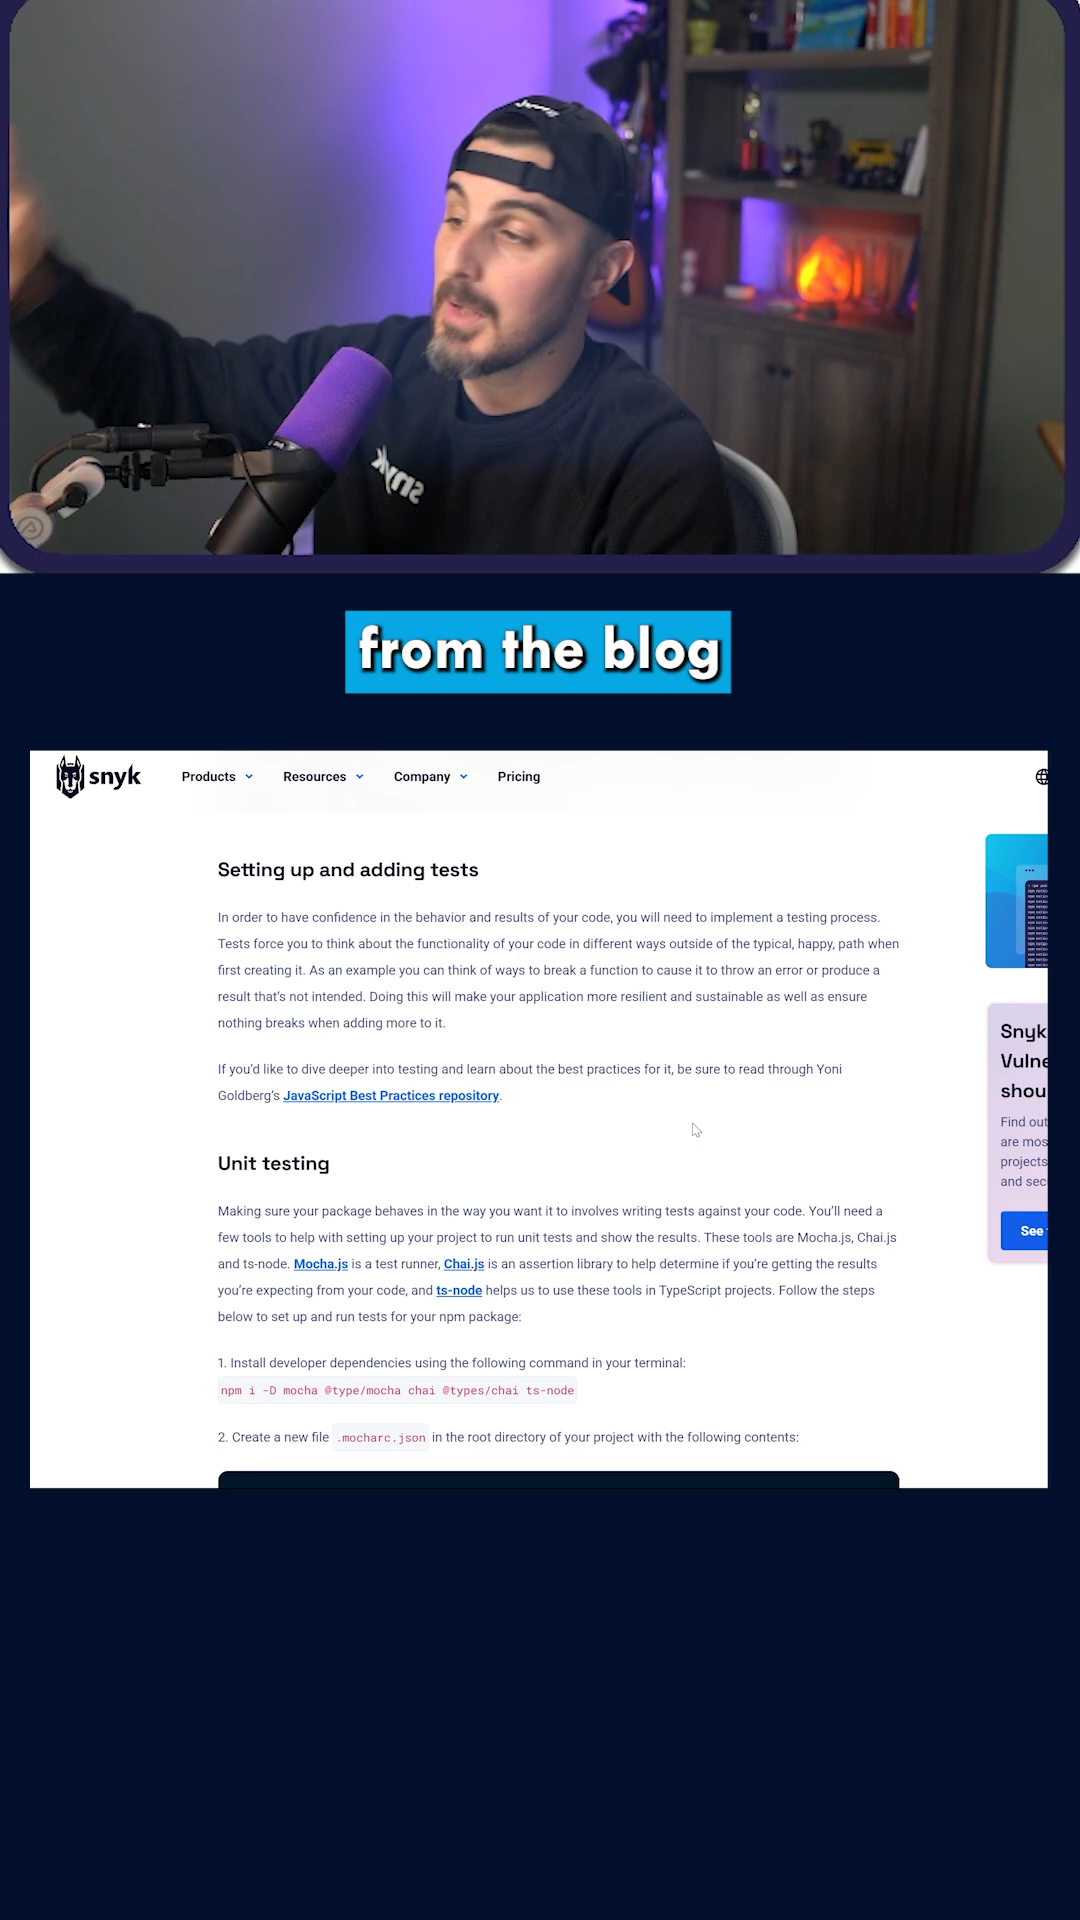 snyk
from the blog
snyk
Products
Resources
Company
Pricing
Setting up and adding tests
In order to have confidence in the behavior and results of your code, you will need to implement a testing process.
Tests force you to think about the functionality of your code in different ways outside of the typical, happy, path when
first creating it. As an example you can think of ways to break a function to cause it to throw an error or produce a
result that's not intended. Doing this will make your application more resilient and sustainable as well as ensure
nothing breaks when adding more to it.
If you'd like to dive deeper into testing and learn about the best practices for it, be sure to read through Yoni
Goldberg's JavaScript Best Practices repository.
Unit testing
Making sure your package behaves in the way you want it to involves writing tests against your code. You'll need a
few tools to help with setting up your project to run unit tests and show the results. These tools are Mocha.js, Chai.js
and ts-node. Mocha.js is a test runner, Chai.js is an assertion library to help determine if you're getting the results
you're expecting from your code, and ts-node helps us to use these tools in TypeScript projects. Follow the steps
below to set up and run tests for your npm package:
1. Install developer dependencies using the following command in your terminal:
npm i -D mocha @type/mocha chai @types/chai ts-node
2. Create a new file .mocharc.json in the root directory of your project with the following contents:
Snyk
Vulne
shou
Find out
are mos
projects
and sec
See